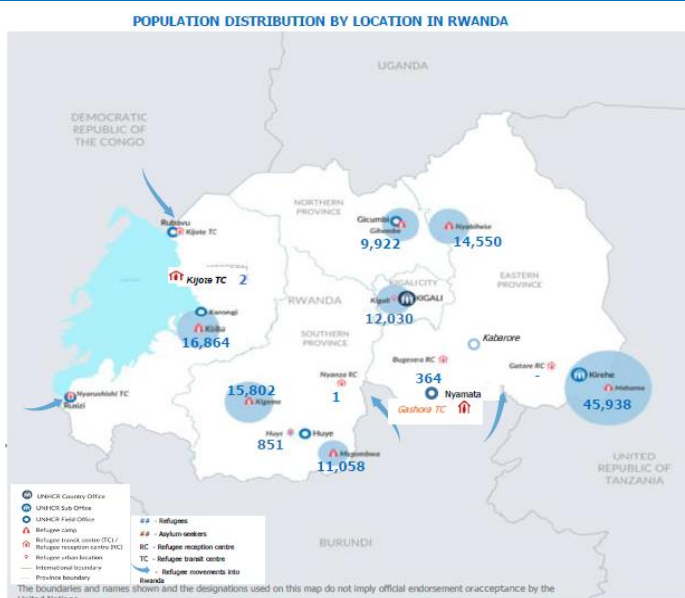 POPULATION DISTRIBUTION BY LOCATION IN RWANDA
UGANDA
DEMOCRATIC
REPUBLIC OF
THE CONGO
NORTHERN
PROVINCE
Rubavu
Kijote TC
Gicumbi
Gihembe
9,922
Nyabiheke
14,550
Kijote TC 2
KIGALI CITY
EASTERN
PROVINCE
RWANDA
Kigali
KIGALI
12,030
Karongi
Kiziba
16,864
SOUTHERN
PROVINCE
Kabarore
Nyanza RC
1
Bugesera RC
364
Gatore RC
-
Kirehe
Mahama
45,938
Nyarushishi TC
Rusizi
15,802
Kigeme
Nyamata
Gashora TC
Huye
Huye
851
Mugombwa
11,058
UNITED
REPUBLIC OF
TANZANIA
BURUNDI
UNHCR Country Office
UNHCR Sub Office
UNHCR Field Office
Refugee camp
Refugee transit centre (TC) /
Refugee reception centre (RC)
Refugee urban location
International boundary
Province boundary
## - Refugees
## - Asylum-seekers
RC - Refugee reception centre
TC - Refugee transit centre
- Refugee movements into
Rwanda
The boundaries and names shown and the designations used on this map do not imply official endorsement oracceptance by the